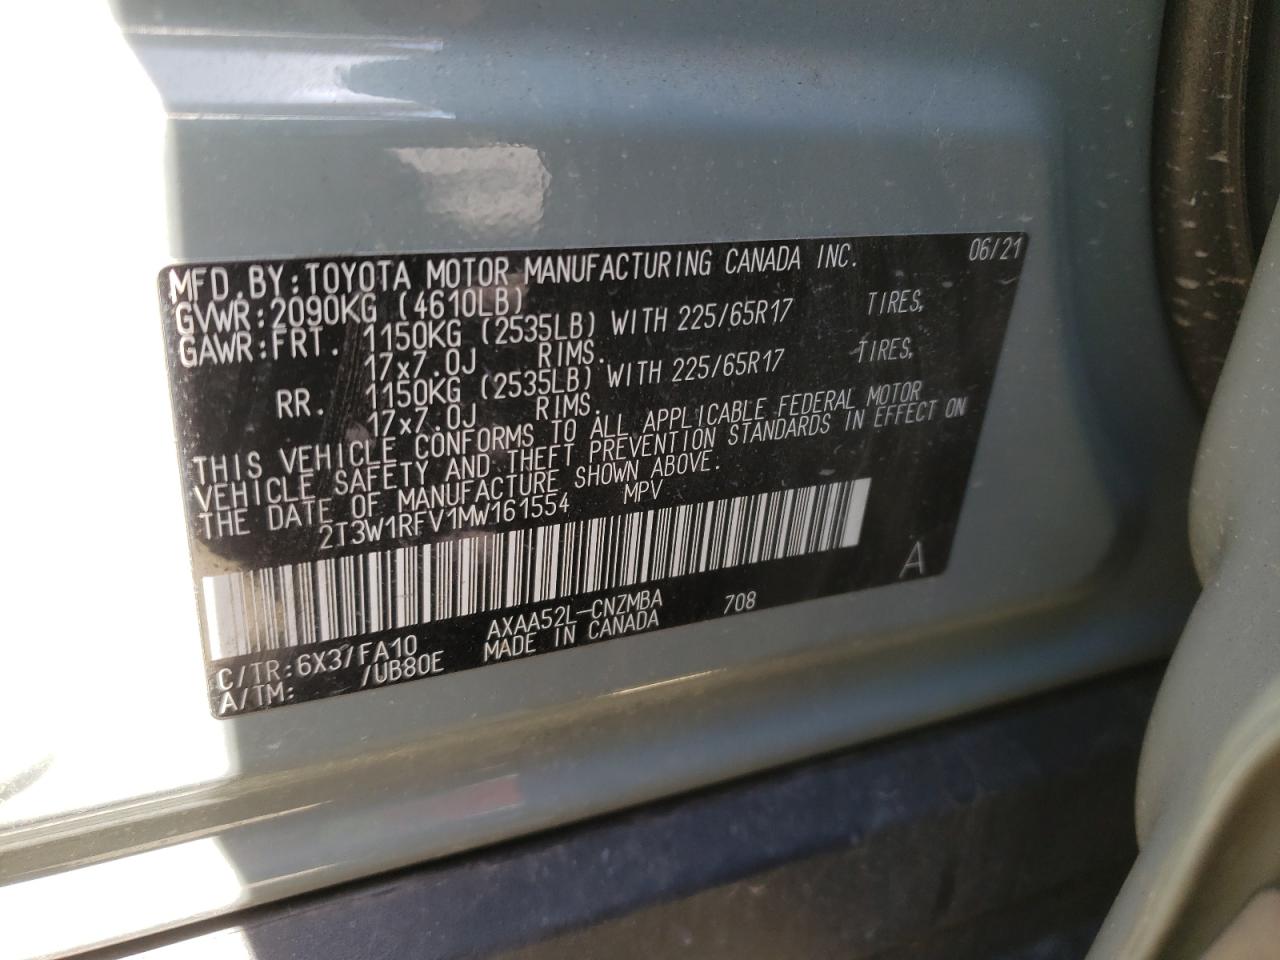 MFD. BY: TOYOTA MOTOR MANUFACTURING CANADA INC. 06/21
GVWR: 2090KG (4610LB)
GAWR: FRT. 1150KG (2535LB) WITH 225/65R17 TIRES,
17x7.0J RIMS.
RR. 1150KG (2535LB) WITH 225/65R17 TIRES,
17x7.0J RIMS.
THIS VEHICLE CONFORMS TO ALL APPLICABLE FEDERAL MOTOR
VEHICLE SAFETY AND THEFT PREVENTION STANDARDS IN EFFECT ON
THE DATE OF MANUFACTURE SHOWN ABOVE.
2T3W1RFV1MW161554 MPV
A
C/TR: 6X3/FA10 AXAA52L-CNZMBA 708
A/TM: /UB80E MADE IN CANADA